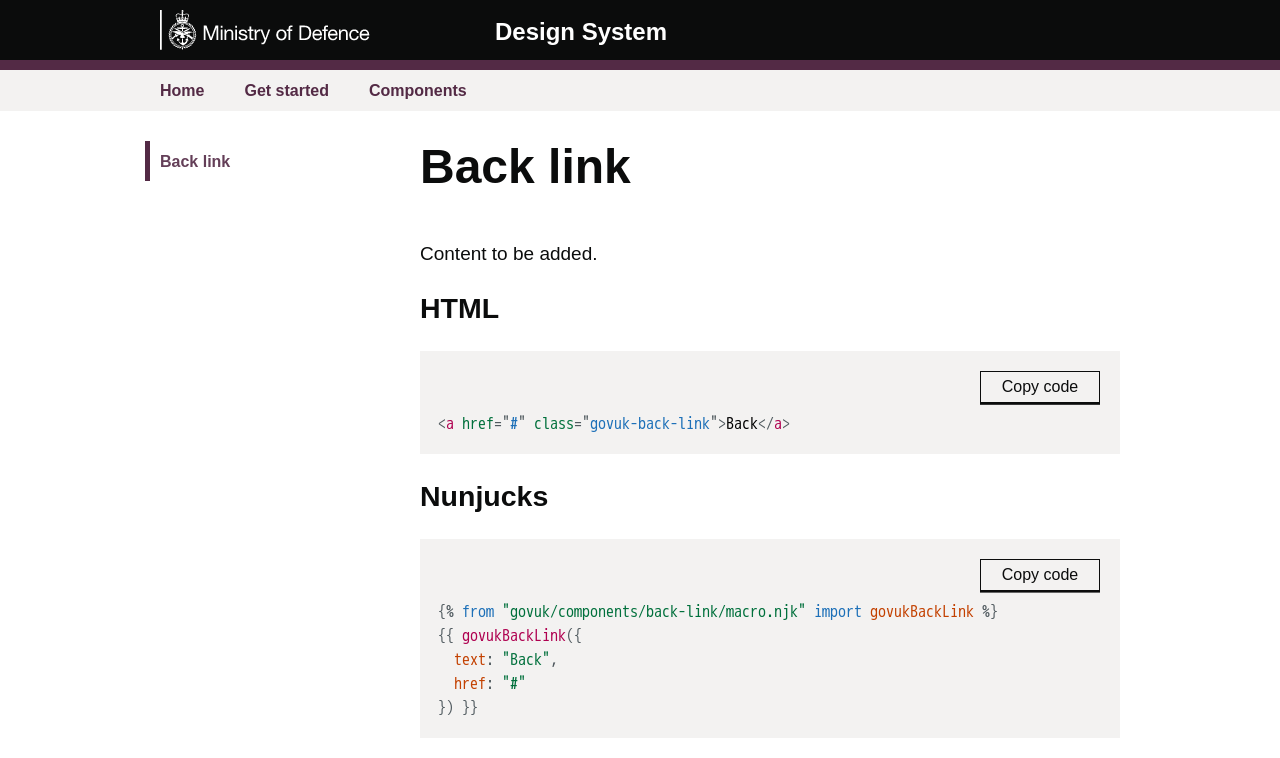 Ministry of Defence
Design System
Home
Get started
Components
Back link
Back link
Content to be added.
HTML
Copy code
<a href="#" class="govuk-back-link">Back</a>
Nunjucks
Copy code
{% from "govuk/components/back-link/macro.njk" import govukBackLink %}
{{ govukBackLink({
  text: "Back",
  href: "#"
}) }}